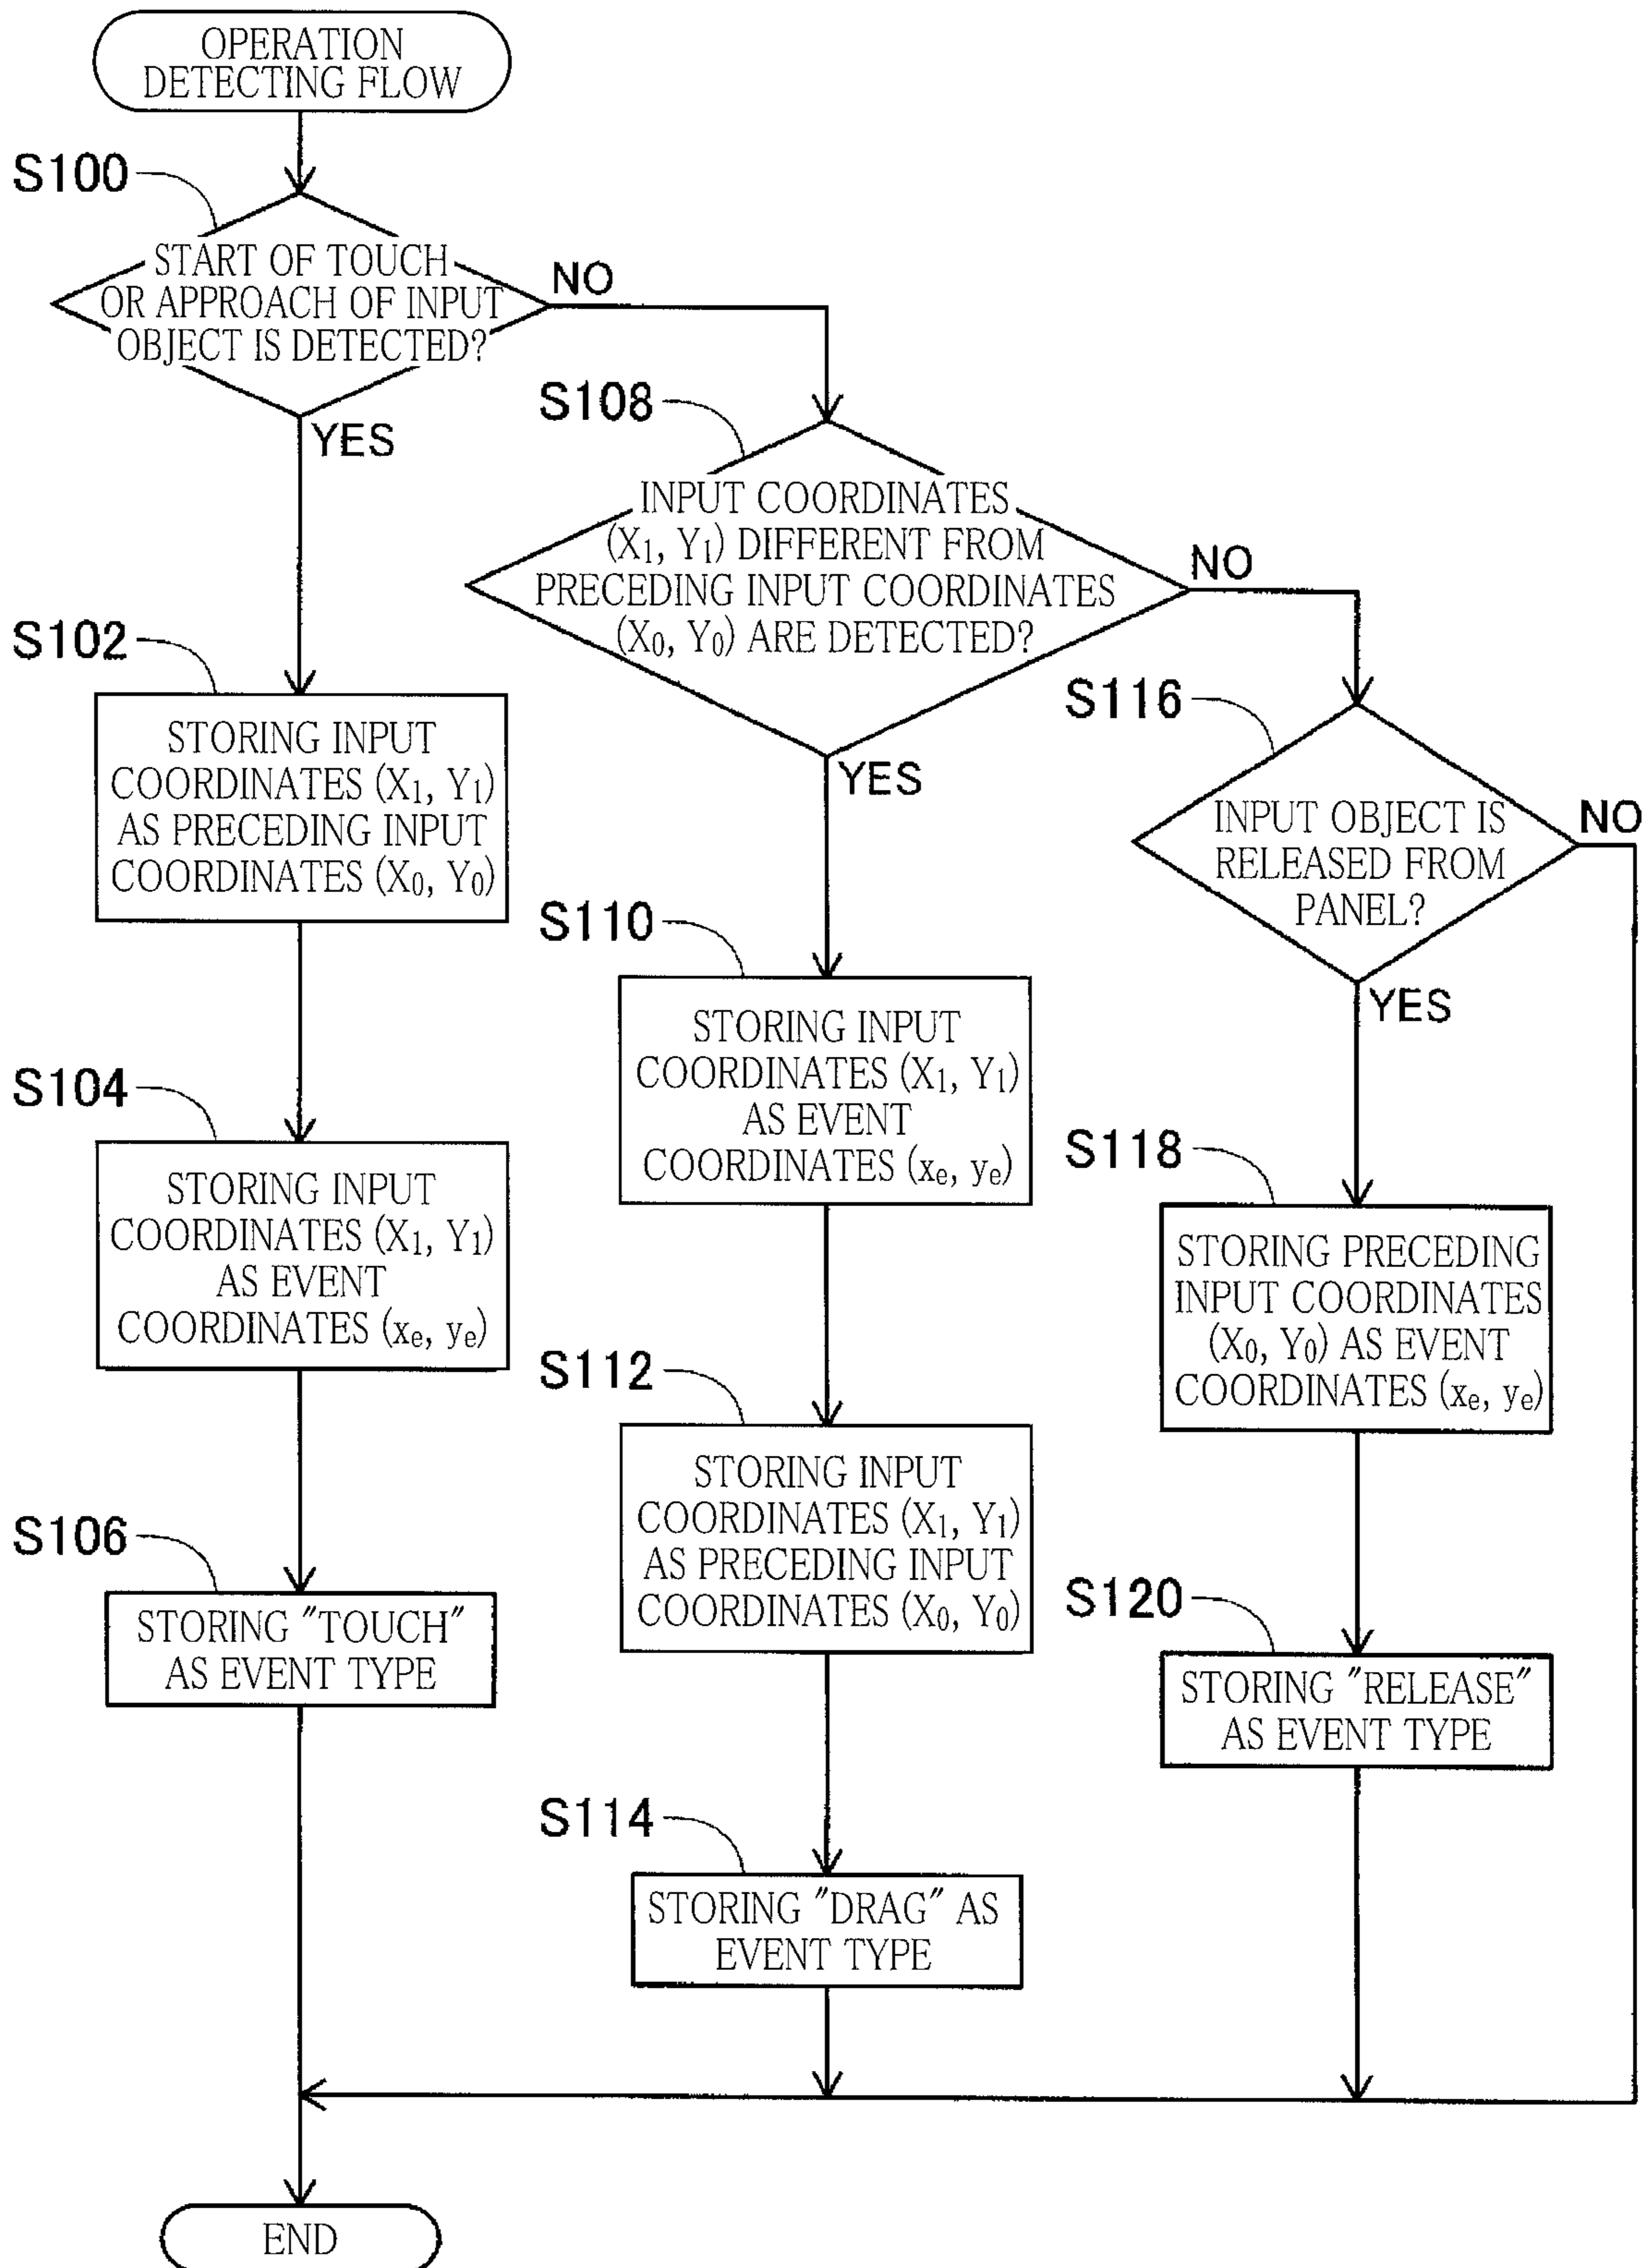 OPERATION
DETECTING FLOW
S100
START OF TOUCH
OR APPROACH OF INPUT
OBJECT IS DETECTED?
NO
YES
S102
STORING INPUT
COORDINATES (X₁, Y₁)
AS PRECEDING INPUT
COORDINATES (X₀, Y₀)
S104
STORING INPUT
COORDINATES (X₁, Y₁)
AS EVENT
COORDINATES (xₑ, yₑ)
S106
STORING "TOUCH"
AS EVENT TYPE
S108
INPUT COORDINATES
(X₁, Y₁) DIFFERENT FROM
PRECEDING INPUT COORDINATES
(X₀, Y₀) ARE DETECTED?
NO
YES
S110
STORING INPUT
COORDINATES (X₁, Y₁)
AS EVENT
COORDINATES (xₑ, yₑ)
S112
STORING INPUT
COORDINATES (X₁, Y₁)
AS PRECEDING INPUT
COORDINATES (X₀, Y₀)
S114
STORING "DRAG" AS
EVENT TYPE
S116
INPUT OBJECT IS
RELEASED FROM
PANEL?
NO
YES
S118
STORING PRECEDING
INPUT COORDINATES
(X₀, Y₀) AS EVENT
COORDINATES (xₑ, yₑ)
S120
STORING "RELEASE"
AS EVENT TYPE
END